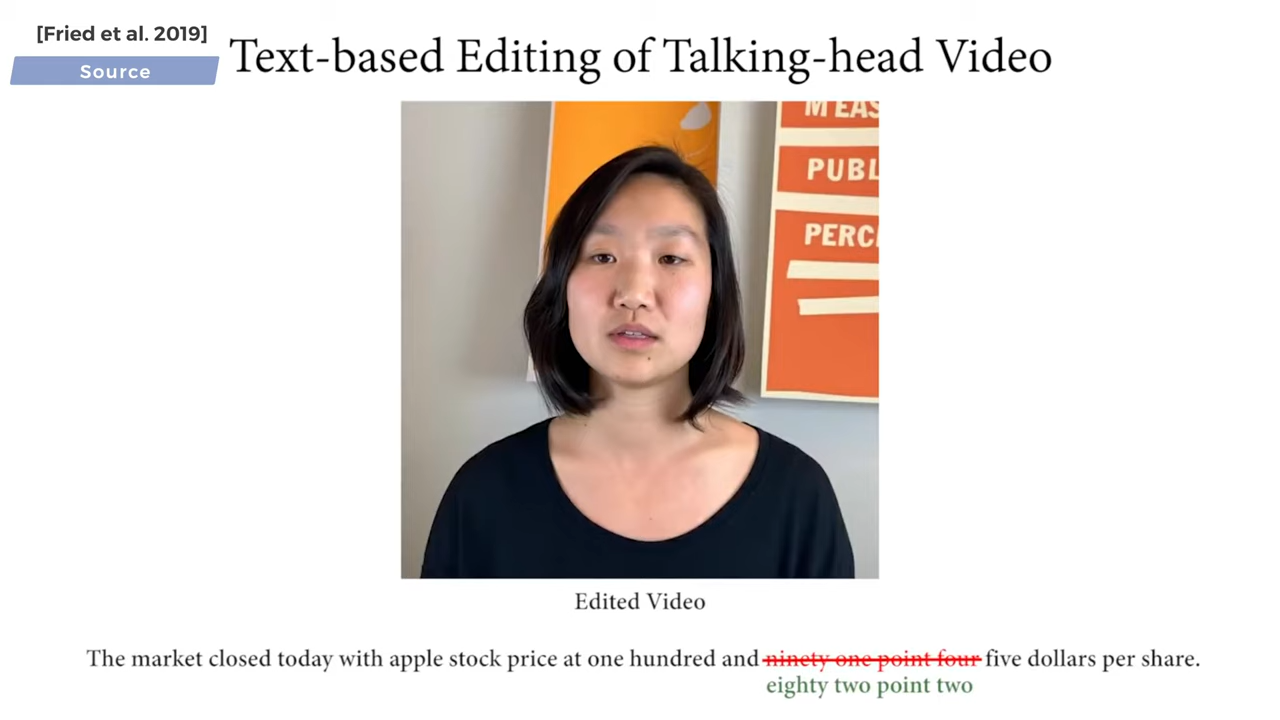 [Fried et al. 2019]
Source
Text-based Editing of Talking-head Video
PUBL
PERC
Edited Video
The market closed today with apple stock price at one hundred and ninety one point four five dollars per share.
eighty two point two